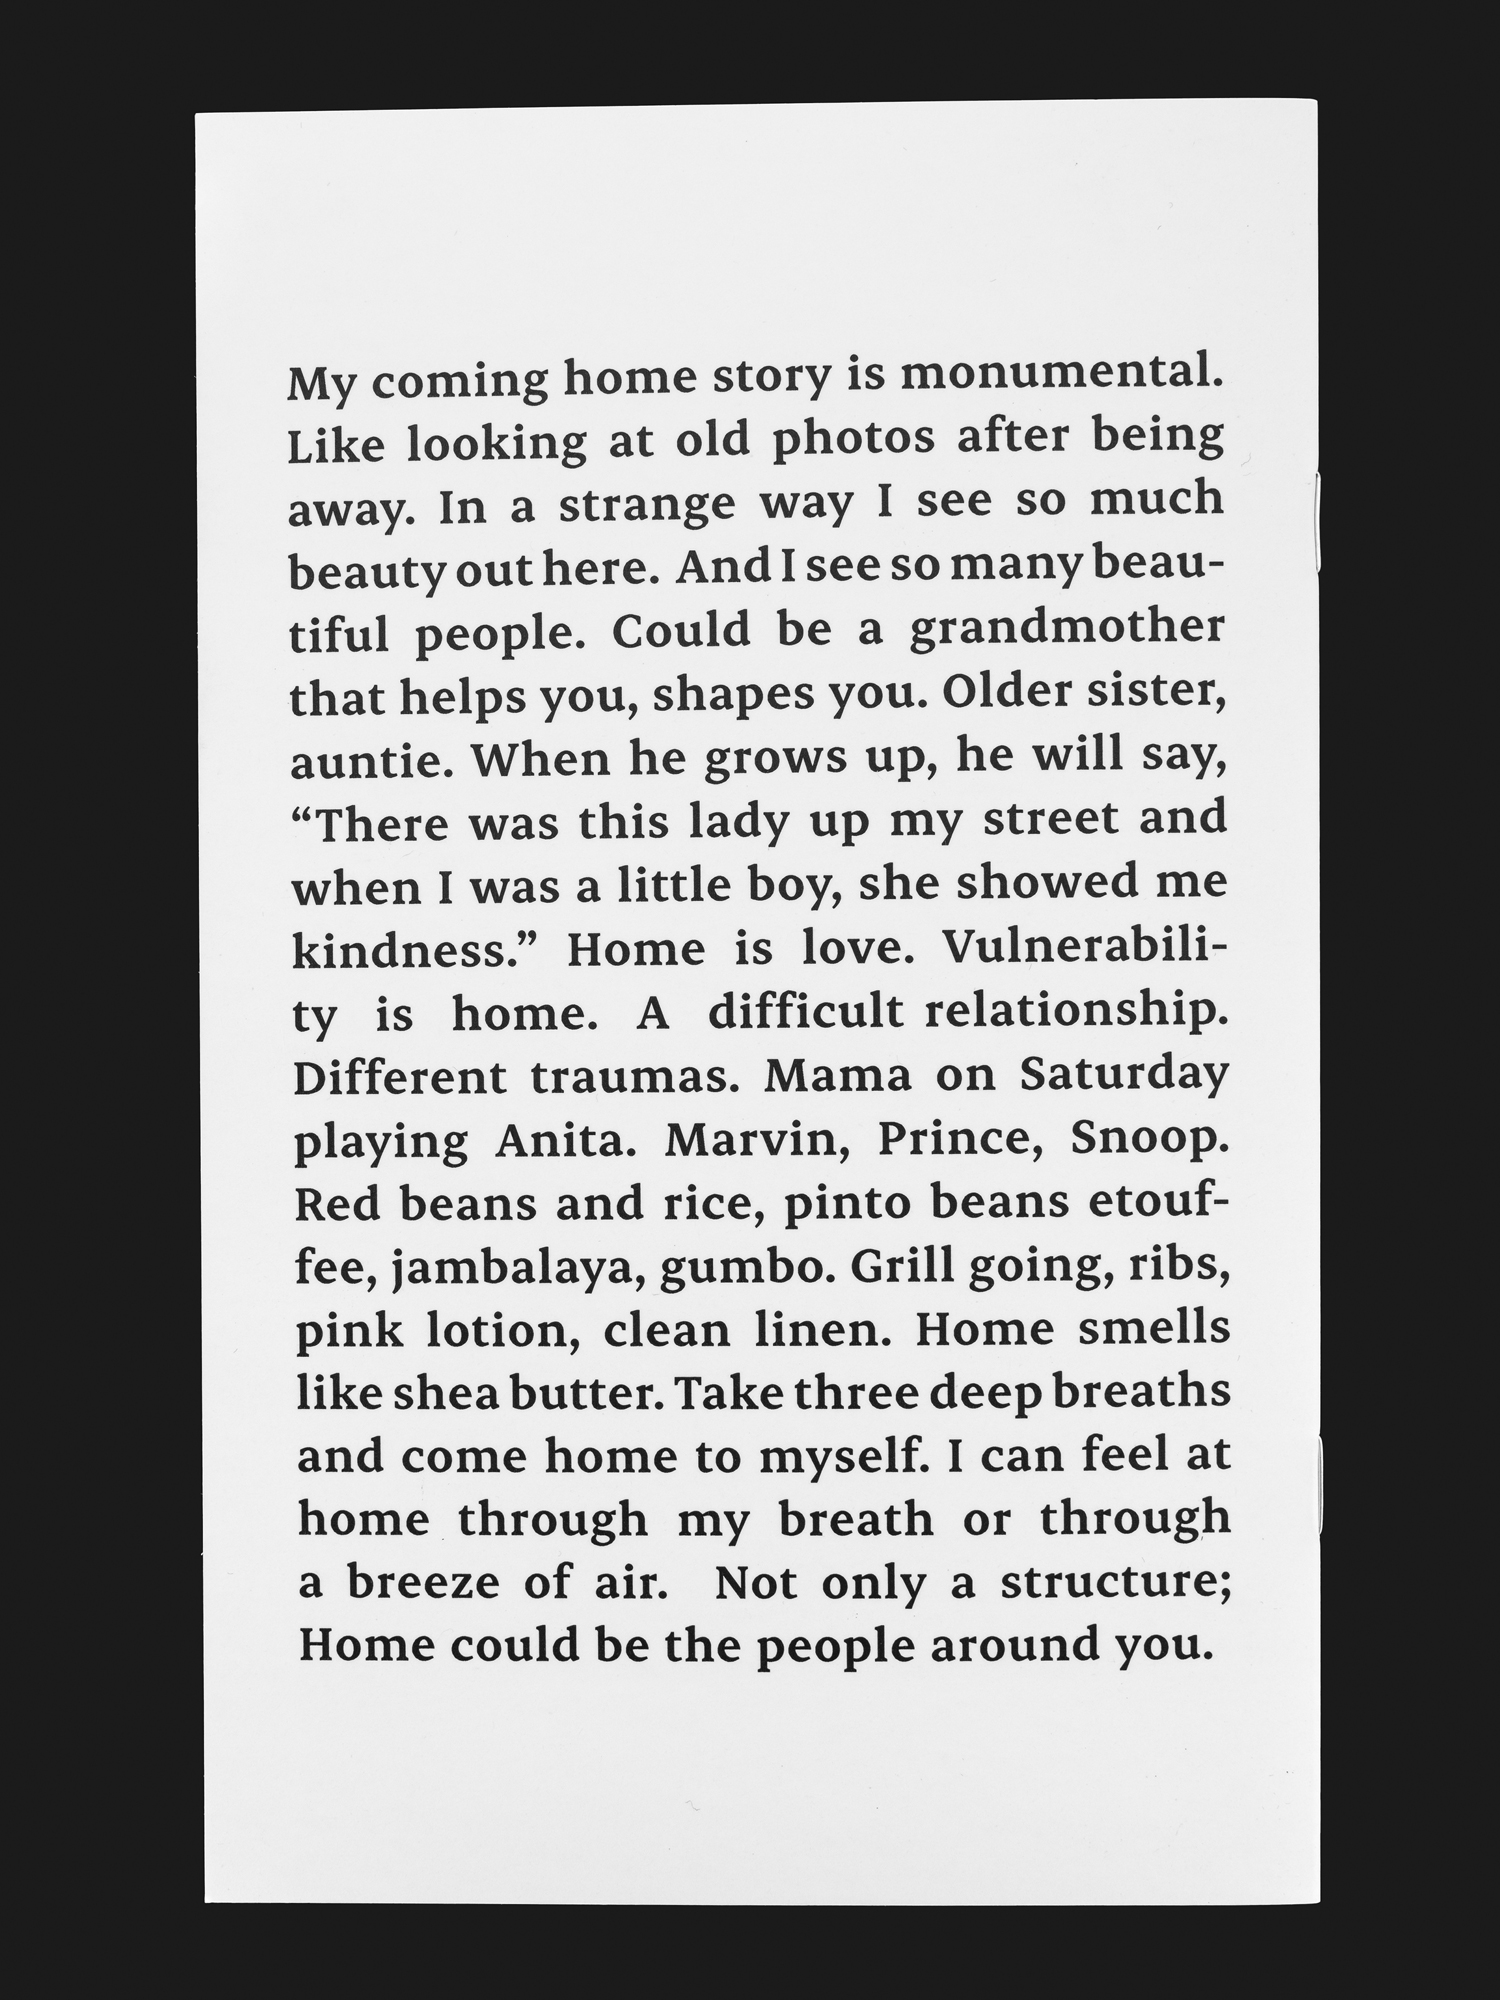 My coming home story is monumental.
Like looking at old photos after being
away. In a strange way I see so much
beauty out here. And I see so many beau-
tiful people. Could be a grandmother
that helps you, shapes you. Older sister,
auntie. When he grows up, he will say,
“There was this lady up my street and
when I was a little boy, she showed me
kindness.” Home is love. Vulnerabili-
ty is home. A difficult relationship.
Different traumas. Mama on Saturday
playing Anita. Marvin, Prince, Snoop.
Red beans and rice, pinto beans etouf-
fee, jambalaya, gumbo. Grill going, ribs,
pink lotion, clean linen. Home smells
like shea butter. Take three deep breaths
and come home to myself. I can feel at
home through my breath or through
a breeze of air. Not only a structure;
Home could be the people around you.